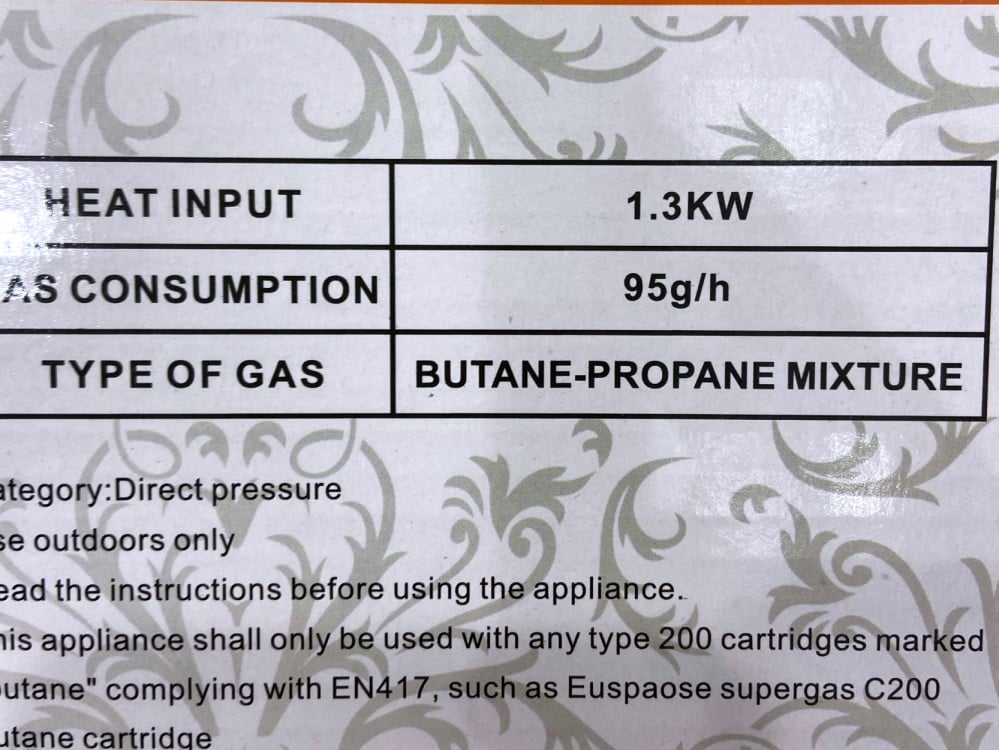 HEAT INPUT 1.3KW
AS CONSUMPTION 95g/h
TYPE OF GAS BUTANE-PROPANE MIXTURE
ategory:Direct pressure
se outdoors only
ead the instructions before using the appliance.
his appliance shall only be used with any type 200 cartridges marked
utane" complying with EN417, such as Euspaose supergas C200
utane cartridge